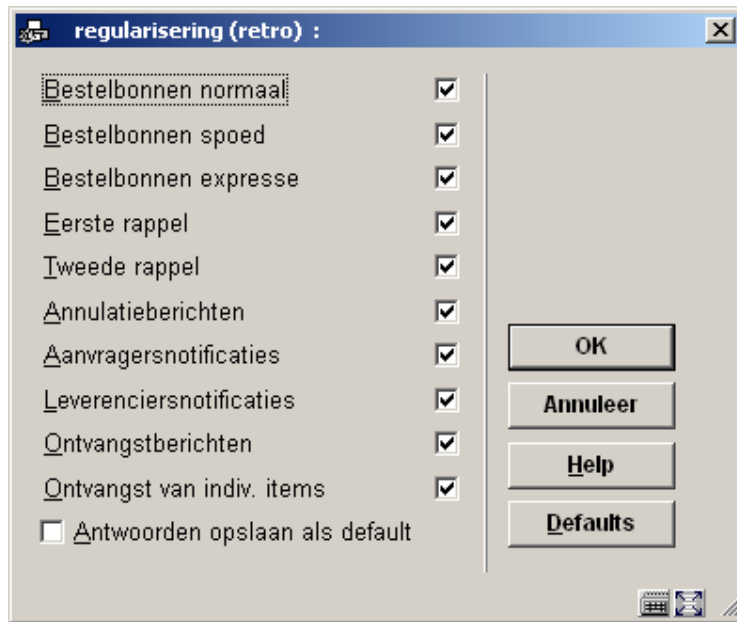 regularisering (retro) :
Bestelbonnen normaal
Bestelbonnen spoed
Bestelbonnen expresse
Eerste rappel
Tweede rappel
Annulatieberichten
Aanvragersnotificaties
Leverenciersnotificaties
Ontvangstberichten
Ontvangst van indiv. items
Antwoorden opslaan als default
OK
Annuleer
Help
Defaults